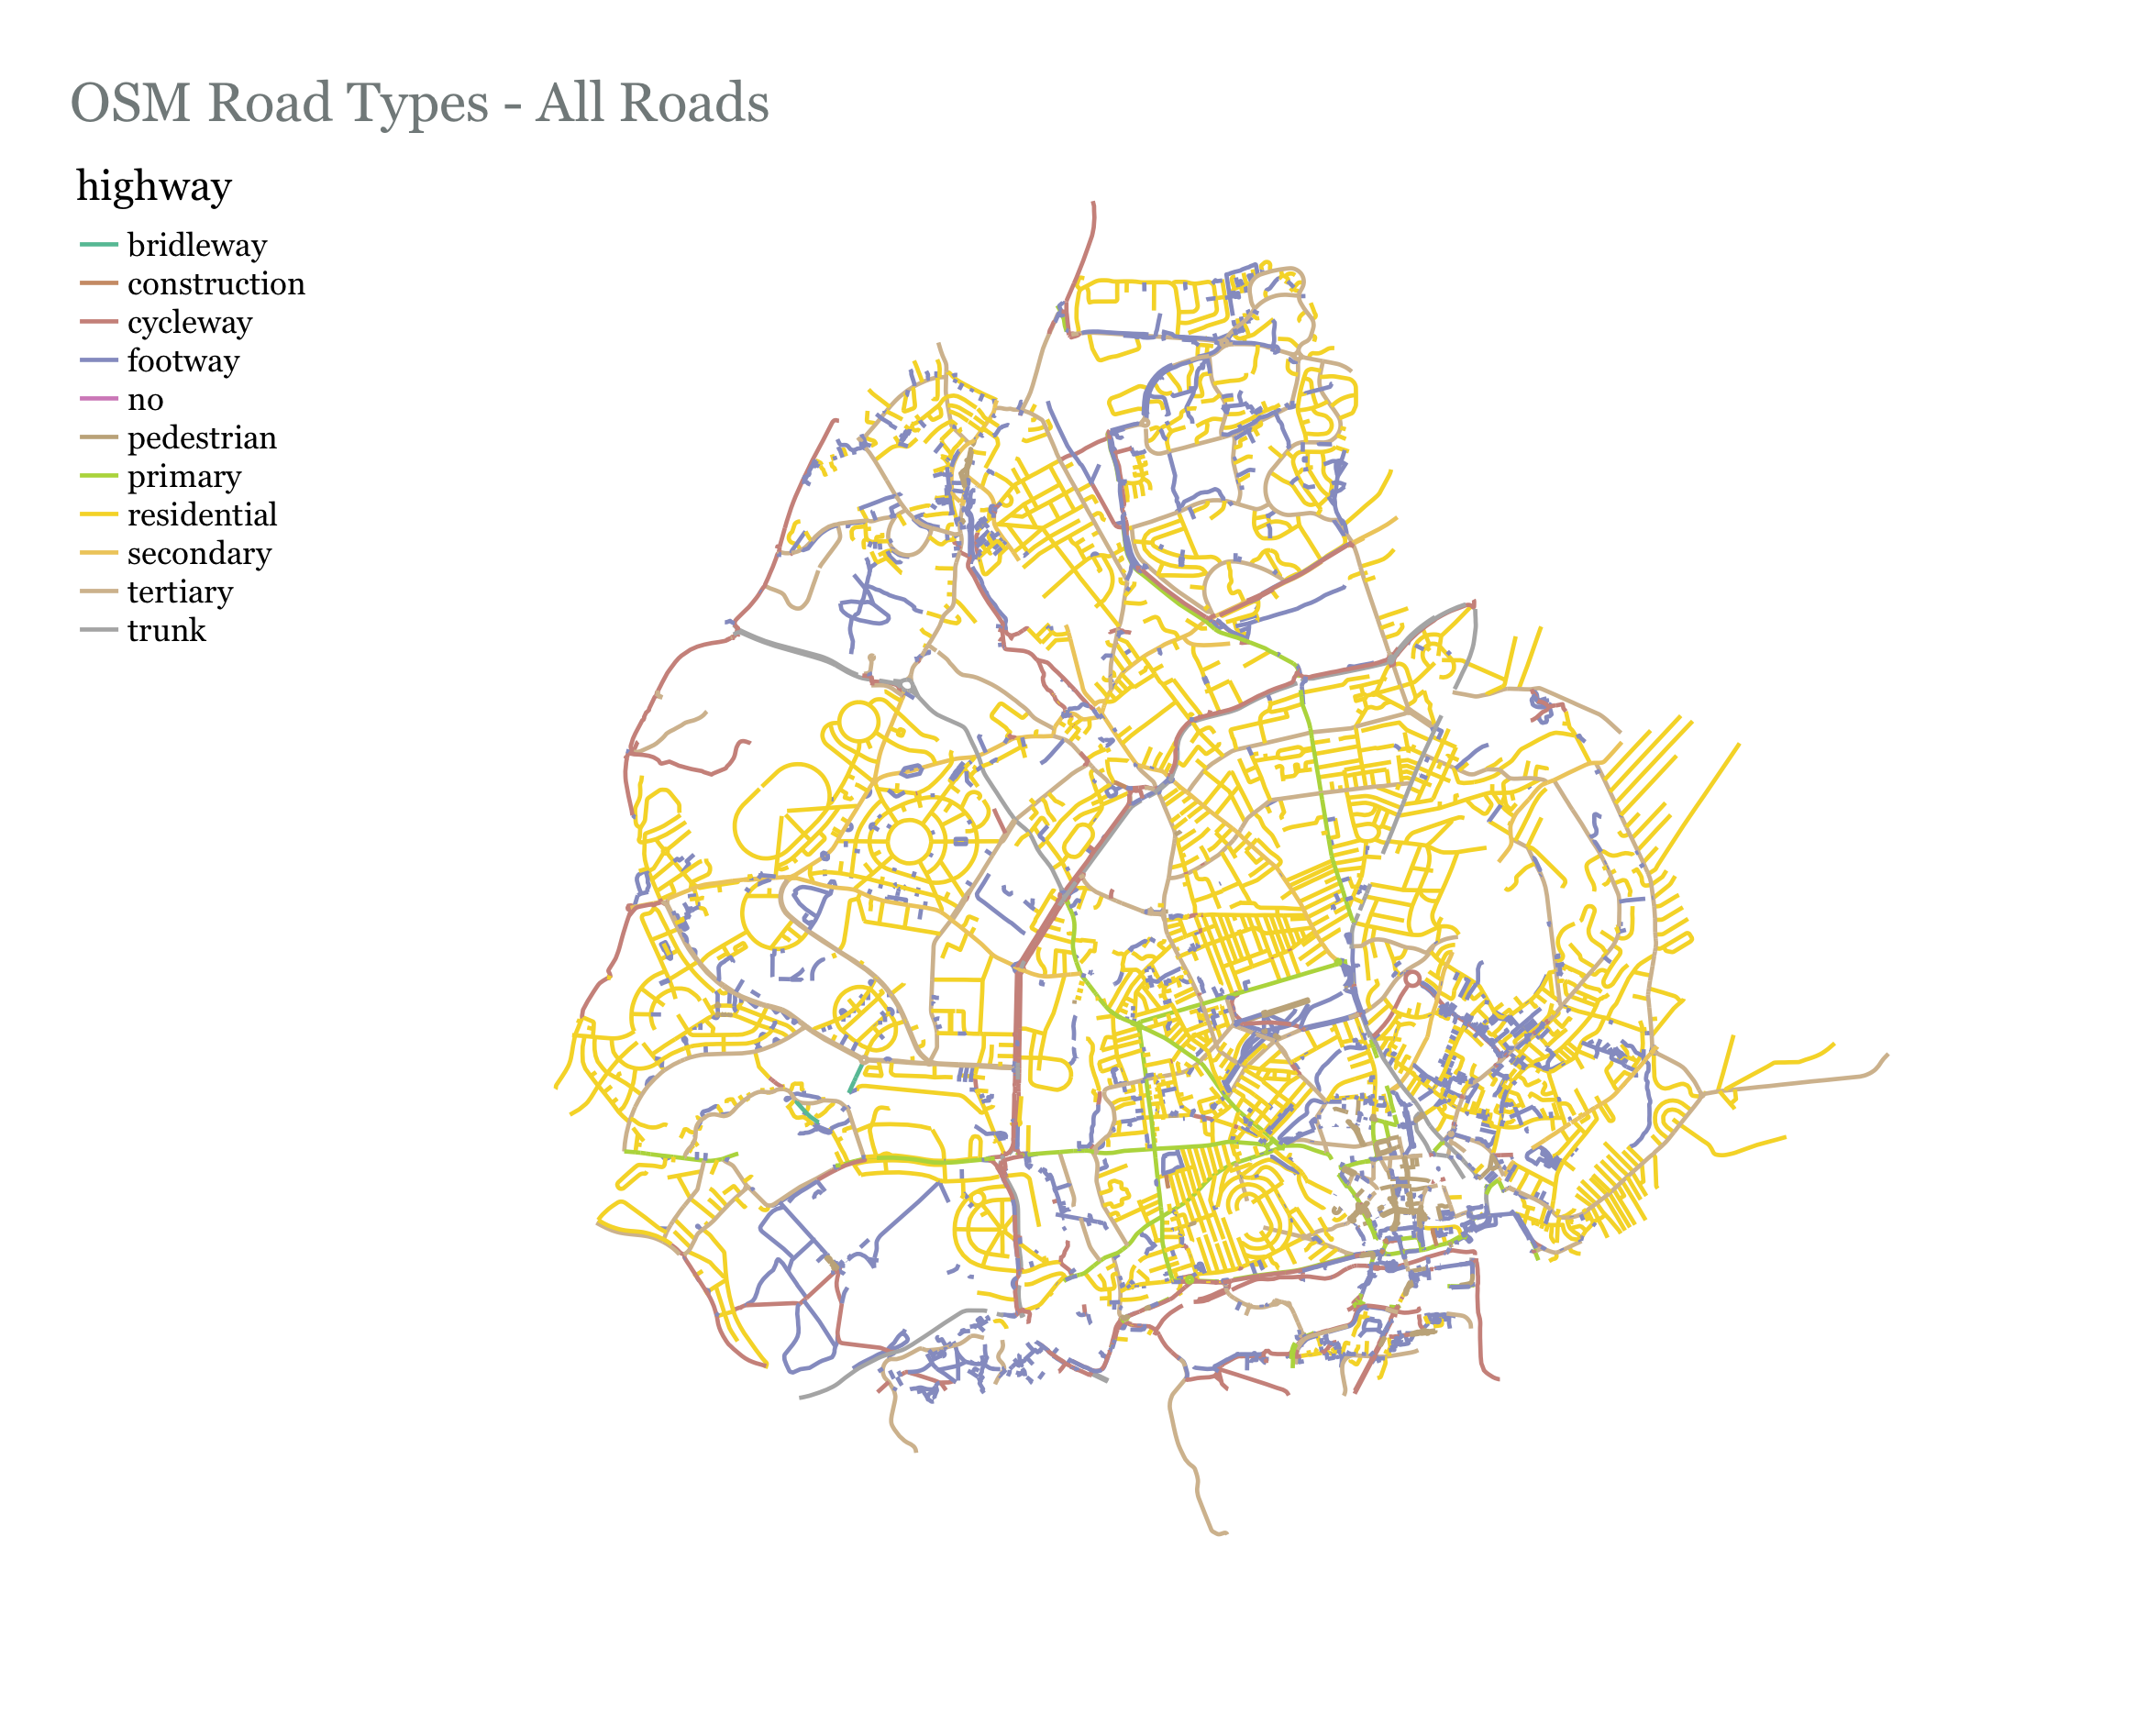 OSM Road Types - All Roads
highway
bridleway
construction
cycleway
footway
no
pedestrian
primary
residential
secondary
tertiary
trunk